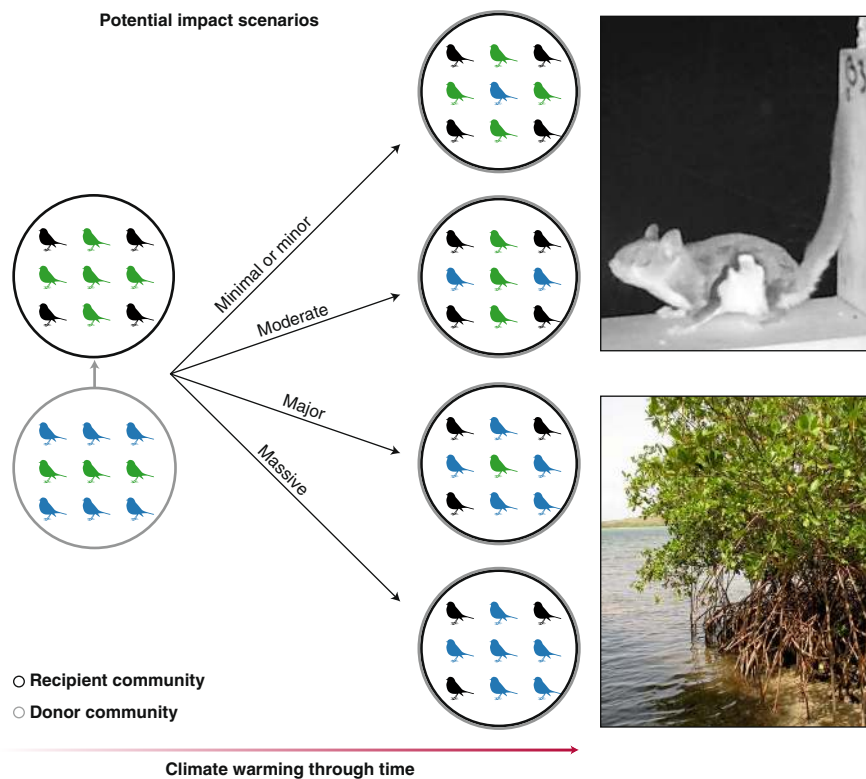 Potential impact scenarios
Minimal or minor
Moderate
Major
Massive
Recipient community
Donor community
Climate warming through time